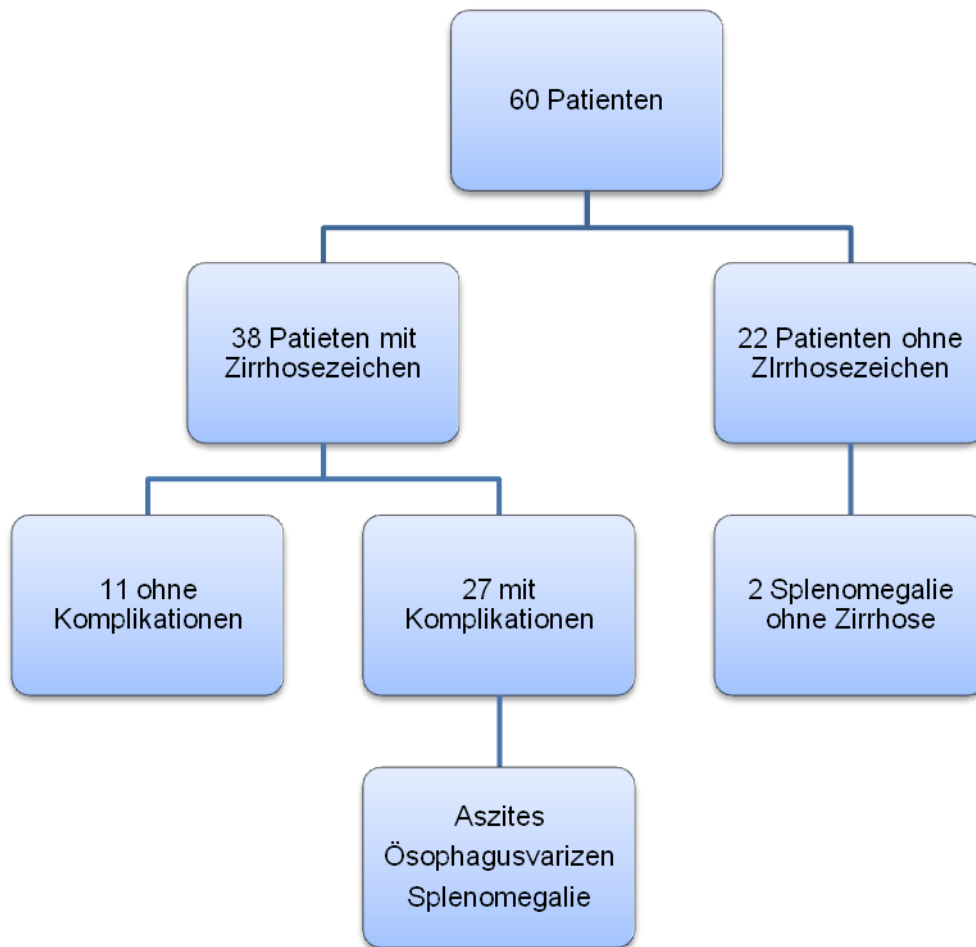 60 Patienten
38 Patieten mit
Zirrhosezeichen
22 Patienten ohne
ZIrrhosezeichen
11 ohne
Komplikationen
27 mit
Komplikationen
2 Splenomegalie
ohne Zirrhose
Aszites
Ösophagusvarizen
Splenomegalie